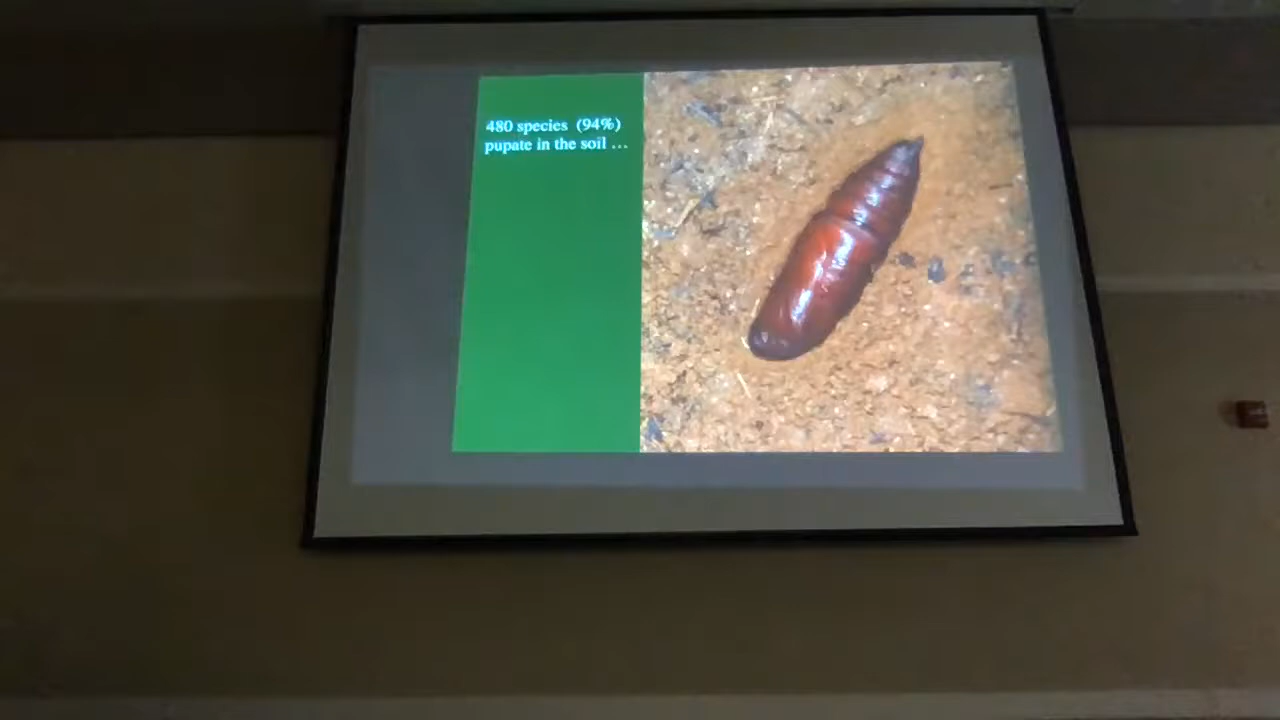 480 species (94%)
pupate in the soil ...